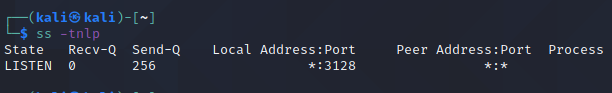 ┌──(kali㉿kali)-[~]
└─$ ss -tnlp
State Recv-Q Send-Q Local Address:Port Peer Address:Port Process
LISTEN 0 256 *:3128 *:*